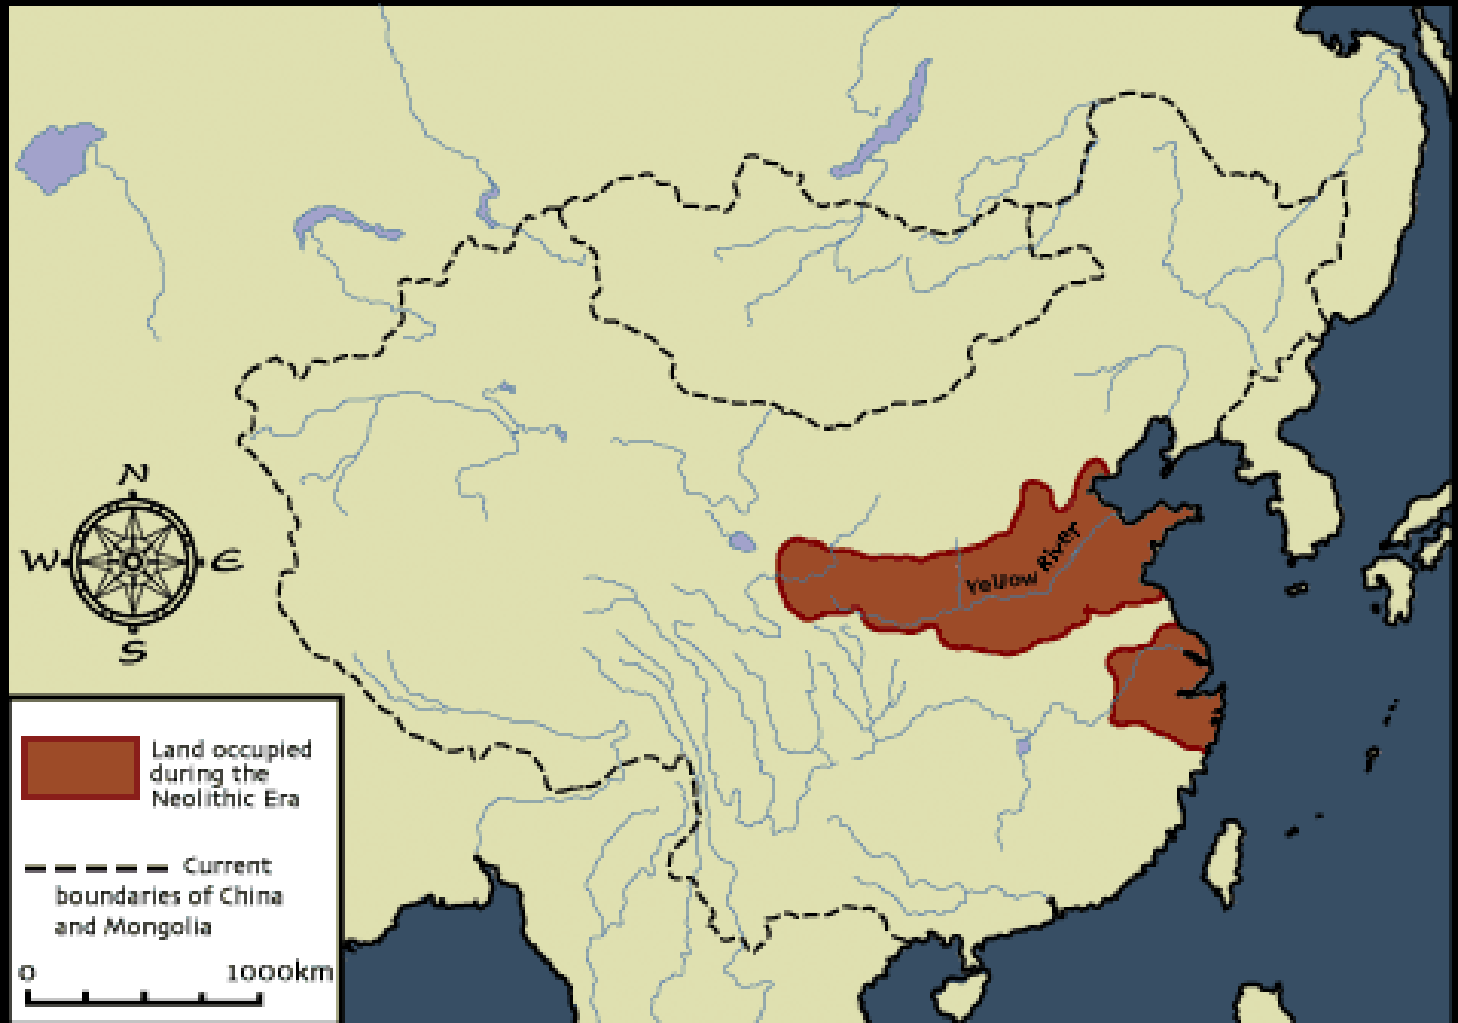 N
W
E
S
Yellow River
Land occupied
during the
Neolithic Era
Current
boundaries of China
and Mongolia
0 1000km